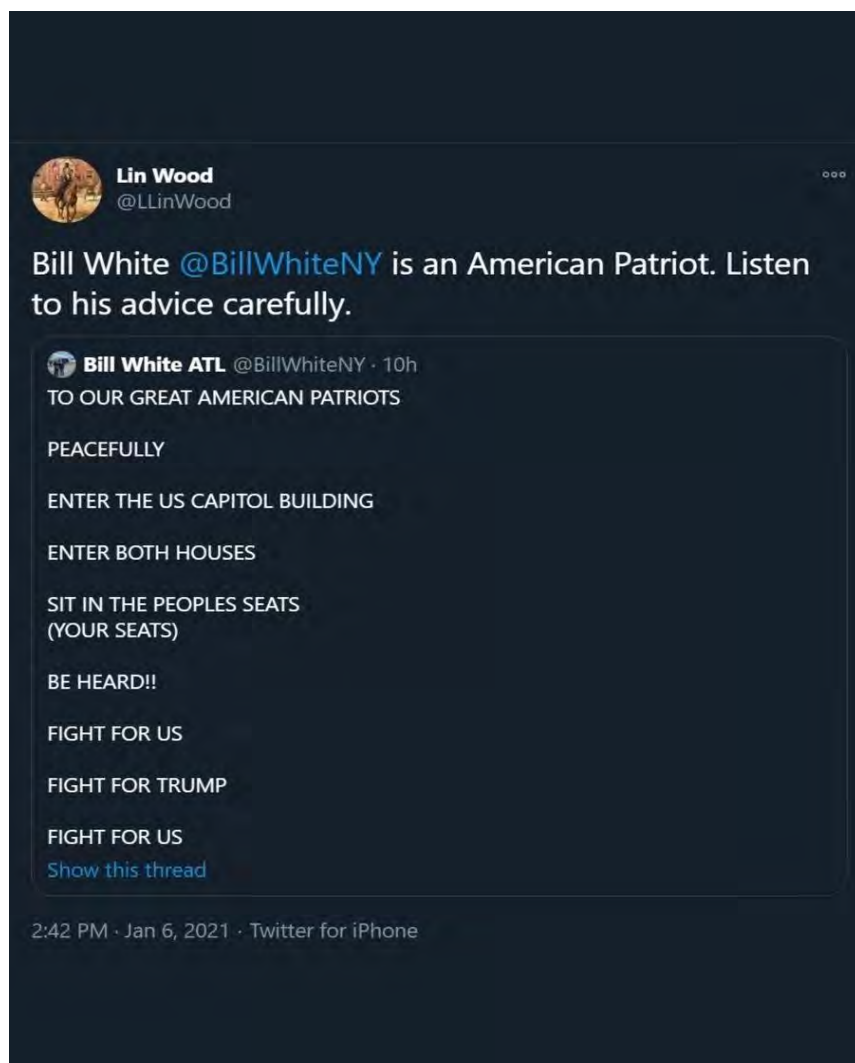 Lin Wood
@LLinWood
Bill White @BillWhiteNY is an American Patriot. Listen
to his advice carefully.
Bill White ATL @BillWhiteNY · 10h
TO OUR GREAT AMERICAN PATRIOTS
PEACEFULLY
ENTER THE US CAPITOL BUILDING
ENTER BOTH HOUSES
SIT IN THE PEOPLES SEATS
(YOUR SEATS)
BE HEARD!!
FIGHT FOR US
FIGHT FOR TRUMP
FIGHT FOR US
Show this thread
2:42 PM · Jan 6, 2021 · Twitter for iPhone